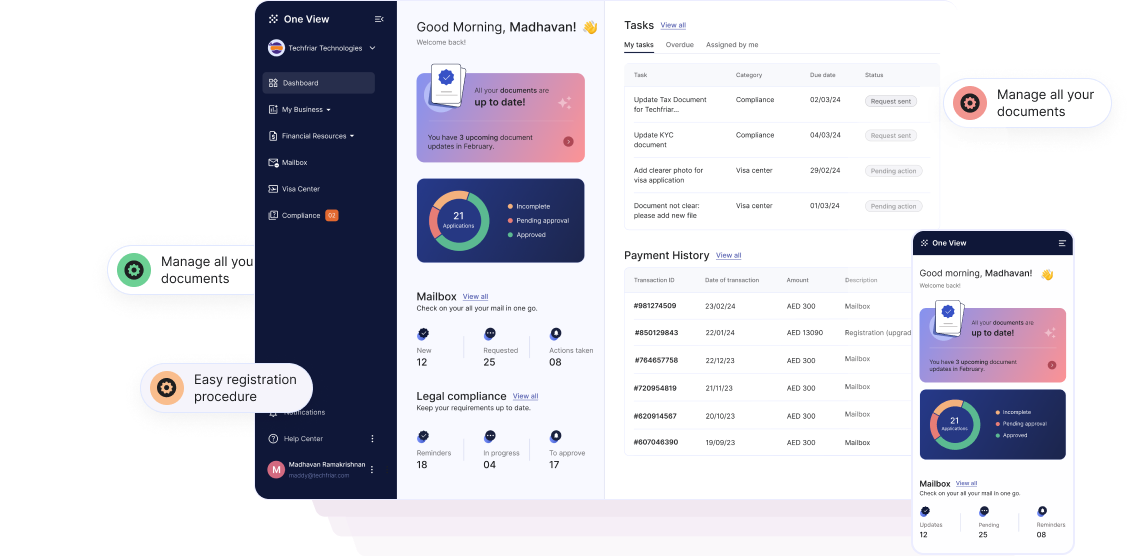 One View
Techfriar Technologies
Dashboard
My Business
Financial Resources
Mailbox
Visa Center
Compliance 02
Manage all you
documents
Easy registration
procedure
Notifications
Help Center
M
Madhavan Ramakrishnan
maddy@techfriar.com
Good Morning, Madhavan! 👋
Welcome back!
All your documents are
up to date!
You have 3 upcoming document
updates in February.
21
Applications
Incomplete
Pending approval
Approved
Mailbox View all
Check on your all your mail in one go.
New Requested Actions taken
12 25 08
Legal compliance View all
Keep your requirements up to date.
Reminders In progress To approve
18 04 17
Tasks View all
My tasks Overdue Assigned by me
Task Category Due date Status
Update Tax Document
for Techfriar...
Compliance 02/03/24 Request sent
Update KYC
document
Compliance 04/03/24 Request sent
Add clearer photo for
visa application
Visa center 29/02/24 Pending action
Document not clear:
please add new file
Visa center 01/03/24 Pending action
Payment History View all
Transaction ID Date of transaction Amount Description
#981274509 23/02/24 AED 300 Mailbox
#850129843 22/01/24 AED 13090 Registration (upgrad
#764657758 22/12/23 AED 300 Mailbox
#720954819 21/11/23 AED 300 Mailbox
#620914567 20/10/23 AED 300 Mailbox
#607046390 19/09/23 AED 300 Mailbox
Manage all your
documents
One View
Good morning, Madhavan! 👋
Welcome back!
All your documents are
up to date!
You have 3 upcoming document
updates in February.
21
Applications
Incomplete
Pending approval
Approved
Mailbox View all
Check on your all your mail in one go.
Updates Pending Reminders
12 25 08